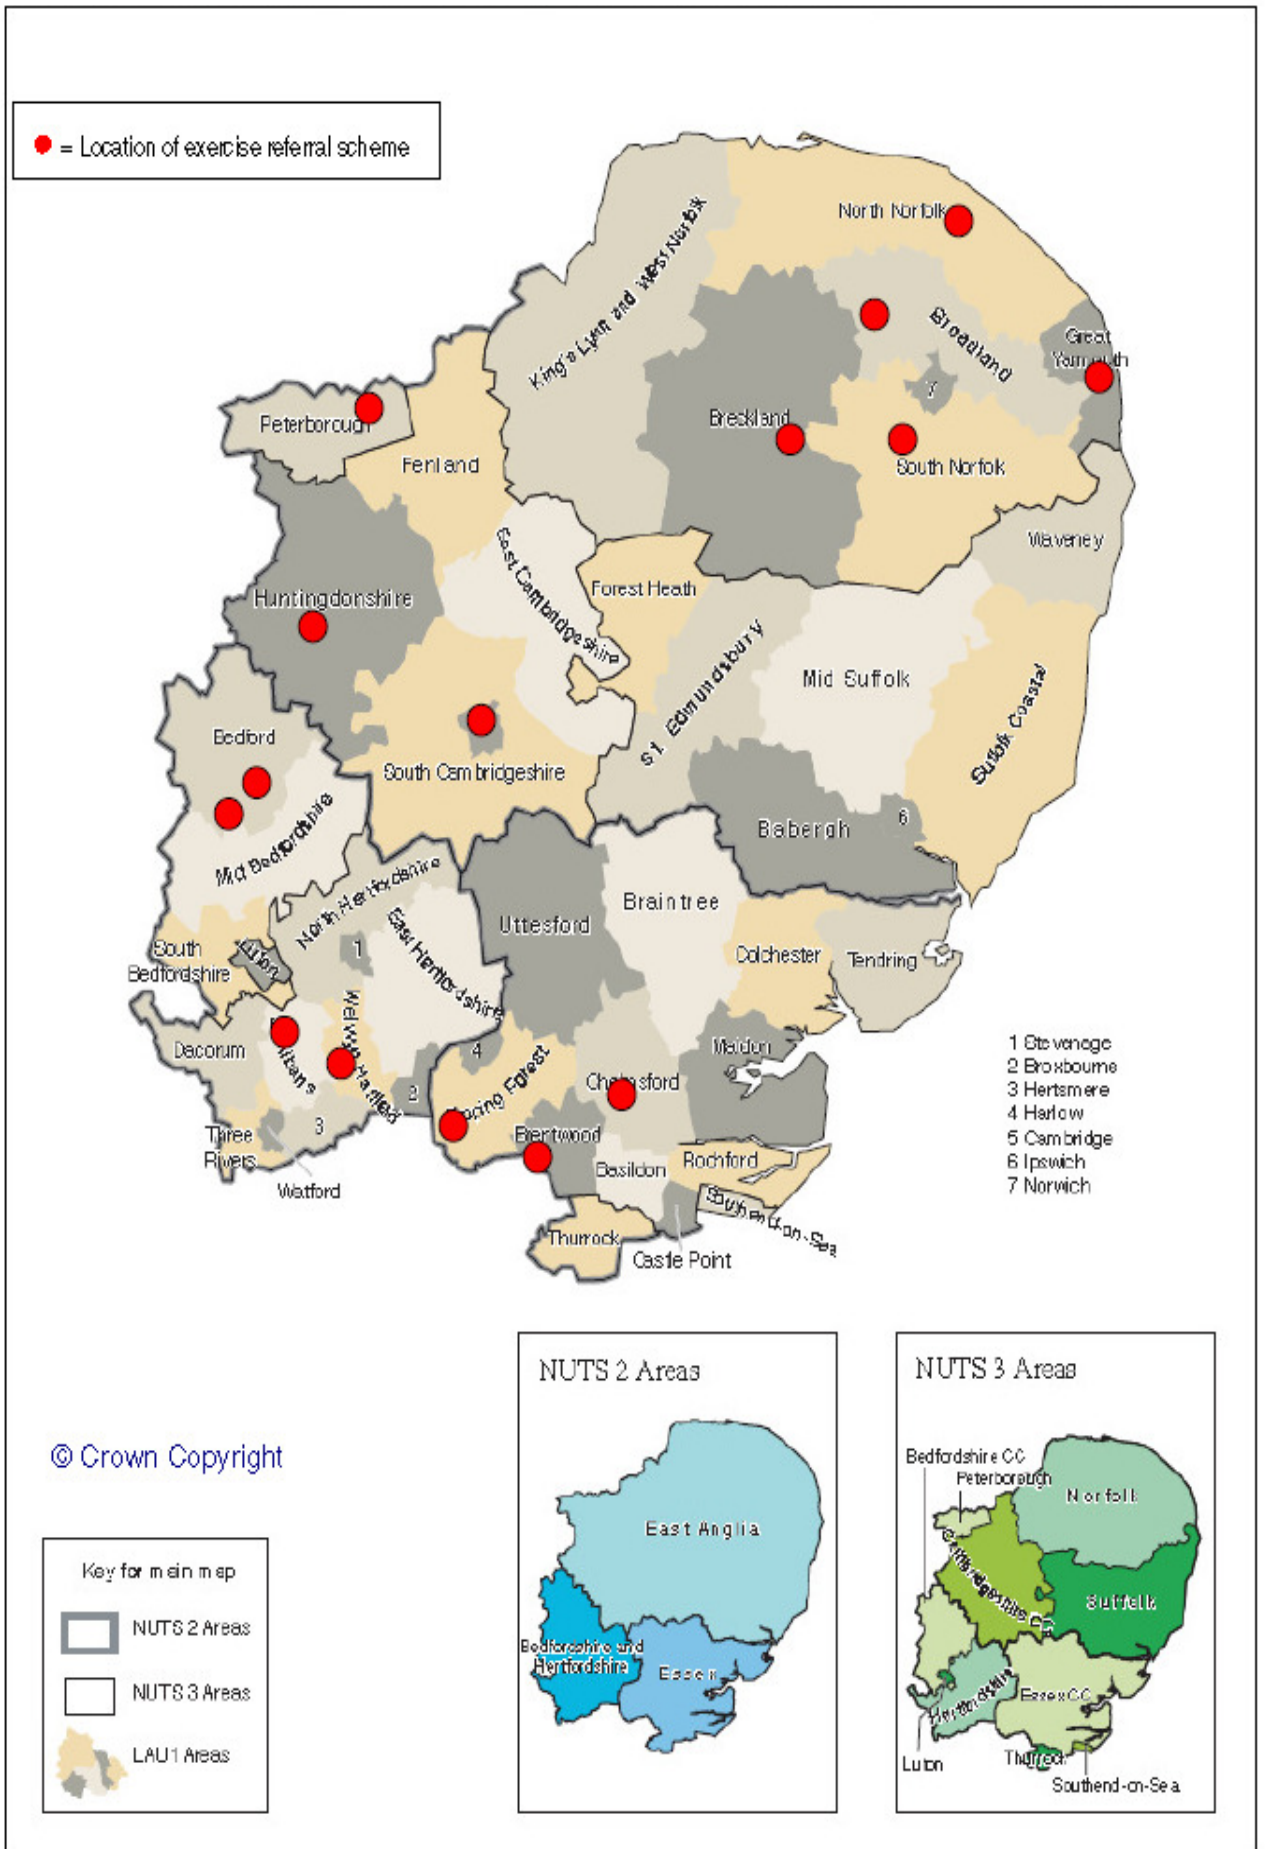 = Location of exercise referral scheme
North Norfolk
King's Lynn and West Norfolk
Broadland
Great
Yarmouth
7
Breckland
Peterborough
Fenland
South Norfolk
Waveney
East Cambridgeshire
Forest Heath
Huntingdonshire
St. Edmundsbury
Mid Suffolk
Suffolk Coastal
Bedford
South Cambridgeshire
Mid Bedfordshire
Babergh
6
North Hertfordshire
East Hertfordshire
Uttesford
Braintree
South
Bedfordshire
Luton
1
Colchester
Tendring
Welwyn Hatfield
Dacorum
Albans
4
Maldon
Epping Forest
Chelmsford
2
3
Three
Rivers
Watford
Brentwood
Basildon
Rochford
Southend-on-Sea
Thurrock
Castle Point
1 Stevenage
2 Broxbourne
3 Hertsmere
4 Harlow
5 Cambridge
6 Ipswich
7 Norwich
© Crown Copyright
Key for main map
NUTS 2 Areas
NUTS 3 Areas
LAU1 Areas
NUTS 2 Areas
East Anglia
Bedfordshire and
Hertfordshire
Essex
NUTS 3 Areas
Bedfordshire CC
Peterborough
Norfolk
Cambridgeshire CC
Suffolk
Hertfordshire
Essex CC
Luton
Thurrock
Southend-on-Sea